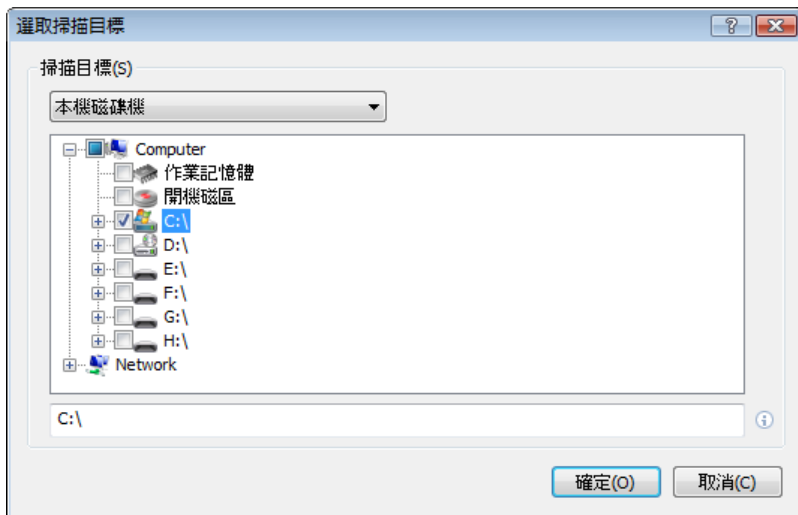 選取掃描目標
掃描目標(S)
本機磁碟機
Computer
作業記憶體
開機磁區
C:\
D:\
E:\
F:\
G:\
H:\
Network
C:\
確定(O)
取消(C)